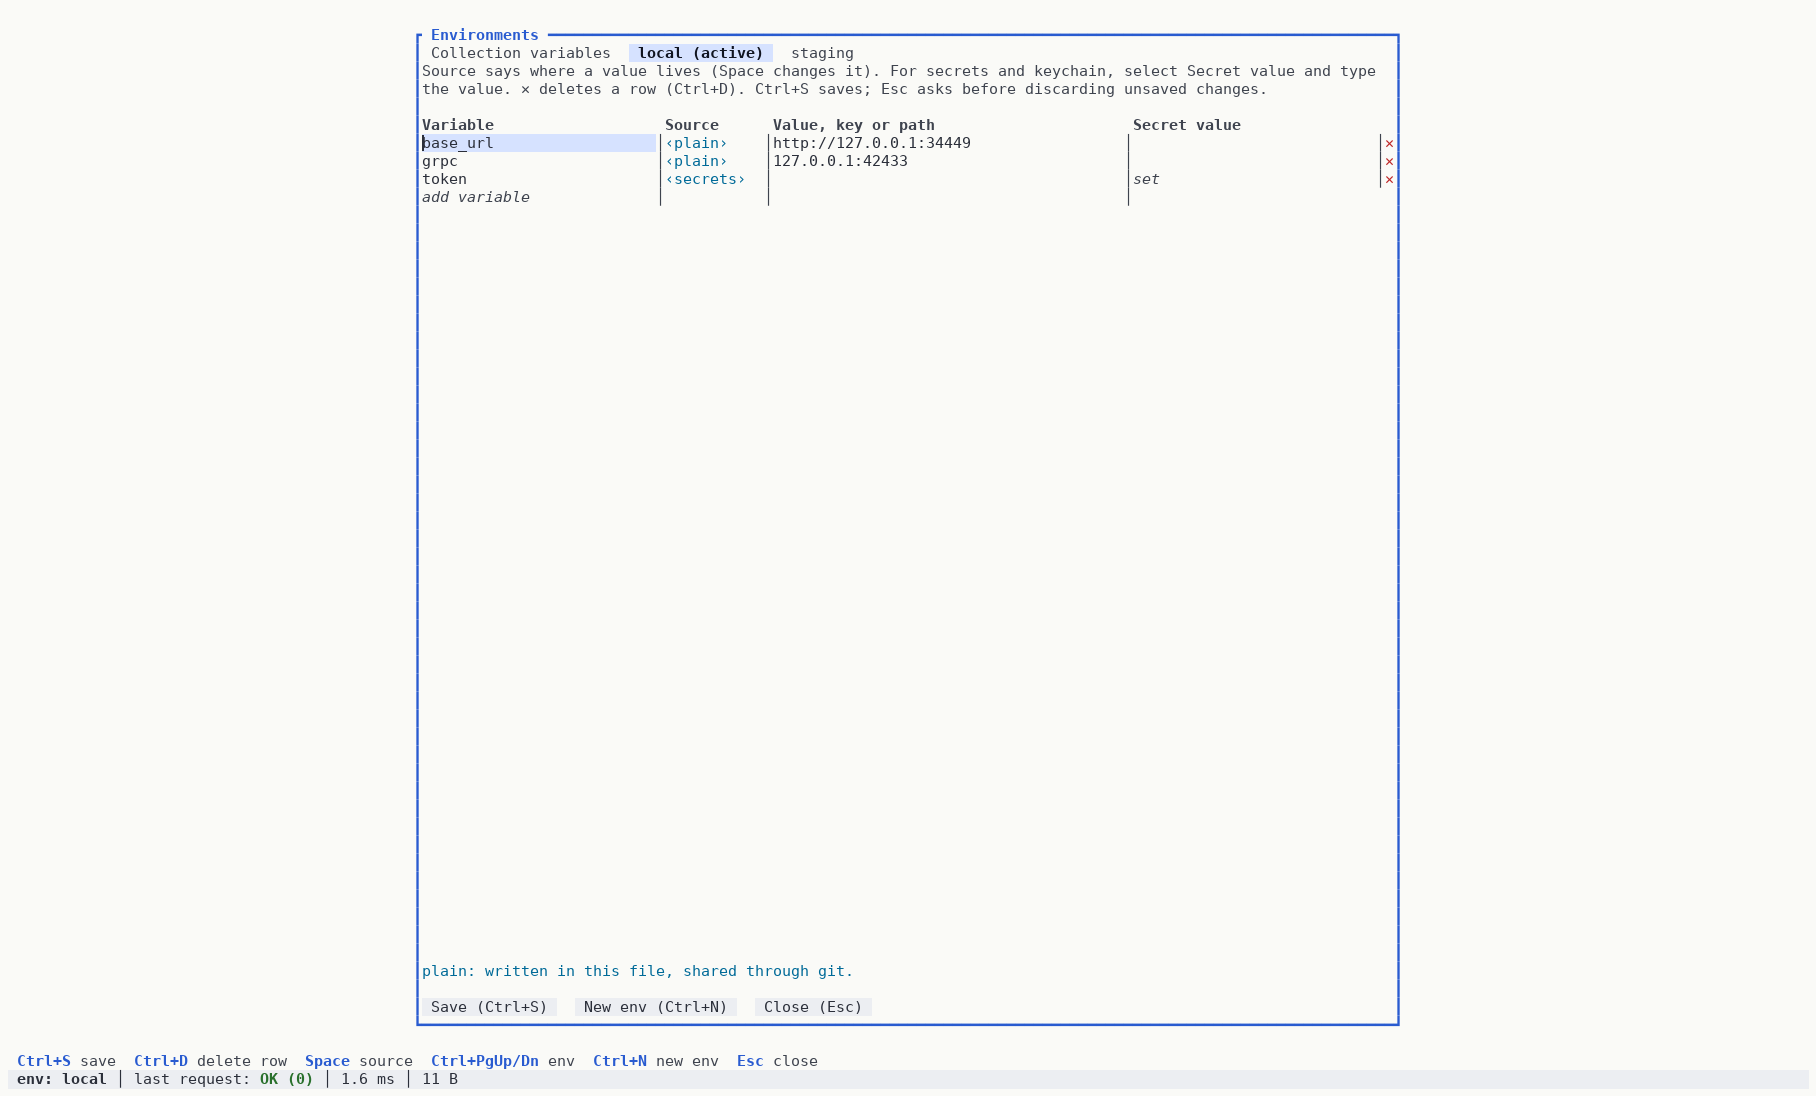 Environments
Collection variables local (active) staging
Source says where a value lives (Space changes it). For secrets and keychain, select Secret value and type
the value. × deletes a row (Ctrl+D). Ctrl+S saves; Esc asks before discarding unsaved changes.
Variable Source Value, key or path Secret value
base_url │‹plain› │http://127.0.0.1:34449 │ │×
grpc │‹plain› │127.0.0.1:42433 │ │×
token │‹secrets› │ │set │×
add variable │ │ │
plain: written in this file, shared through git.
Save (Ctrl+S) New env (Ctrl+N) Close (Esc)
Ctrl+S save Ctrl+D delete row Space source Ctrl+PgUp/Dn env Ctrl+N new env Esc close
env: local │ last request: OK (0) │ 1.6 ms │ 11 B